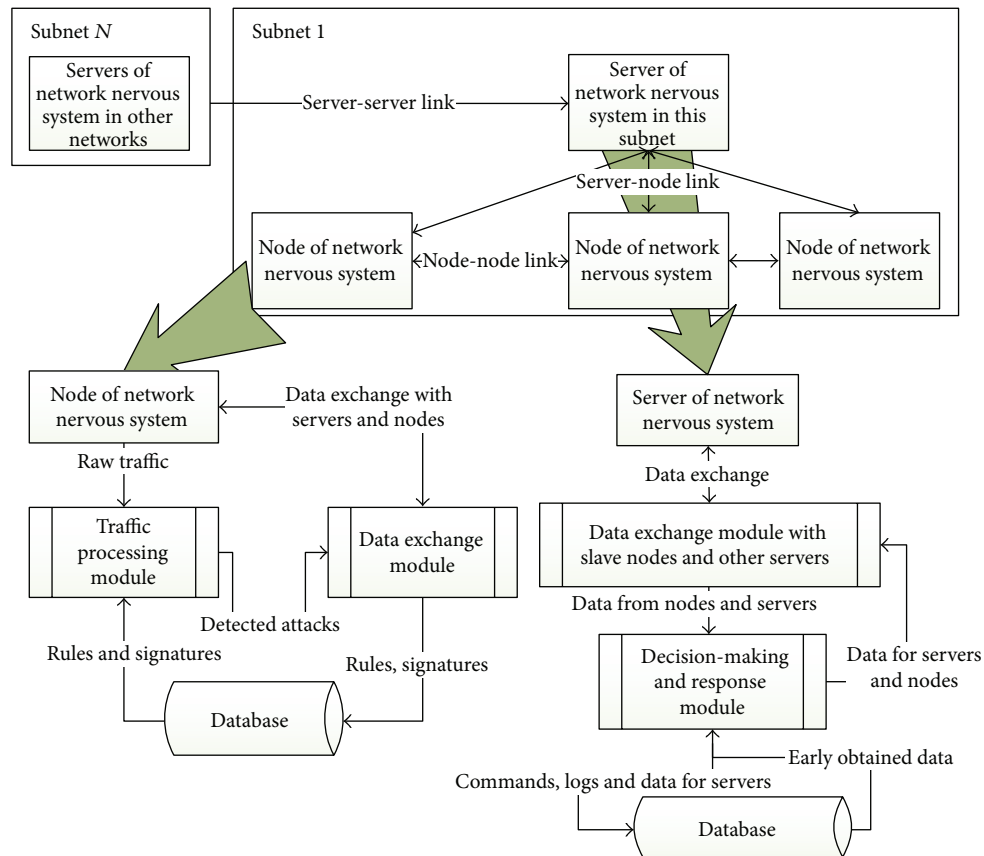 Subnet N
Subnet 1
Servers of
network nervous
system in other
networks
Server-server link
Server of
network nervous
system in this
subnet
Server-node link
Node of network
nervous system
Node-node link
Node of network
nervous system
Node of network
nervous system
Node of network
nervous system
Data exchange with
servers and nodes
Raw traffic
Traffic
processing
module
Data exchange
module
Detected attacks
Rules and signatures
Rules, signatures
Database
Server of network
nervous system
Data exchange
Data exchange module with
slave nodes and other servers
Data from nodes and servers
Decision-making
and response
module
Data for servers
and nodes
Early obtained data
Commands, logs and data for servers
Database